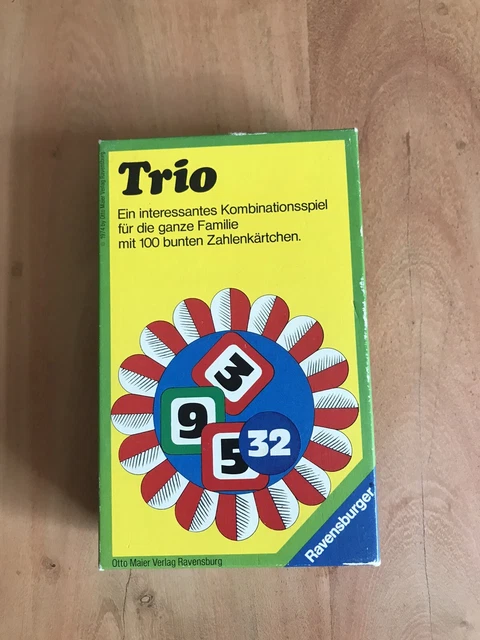 Trio
Ein interessantes Kombinationsspiel
für die ganze Familie
mit 100 bunten Zahlenkärtchen.
3
9
5
32
Ravensburger
Otto Maier Verlag Ravensburg